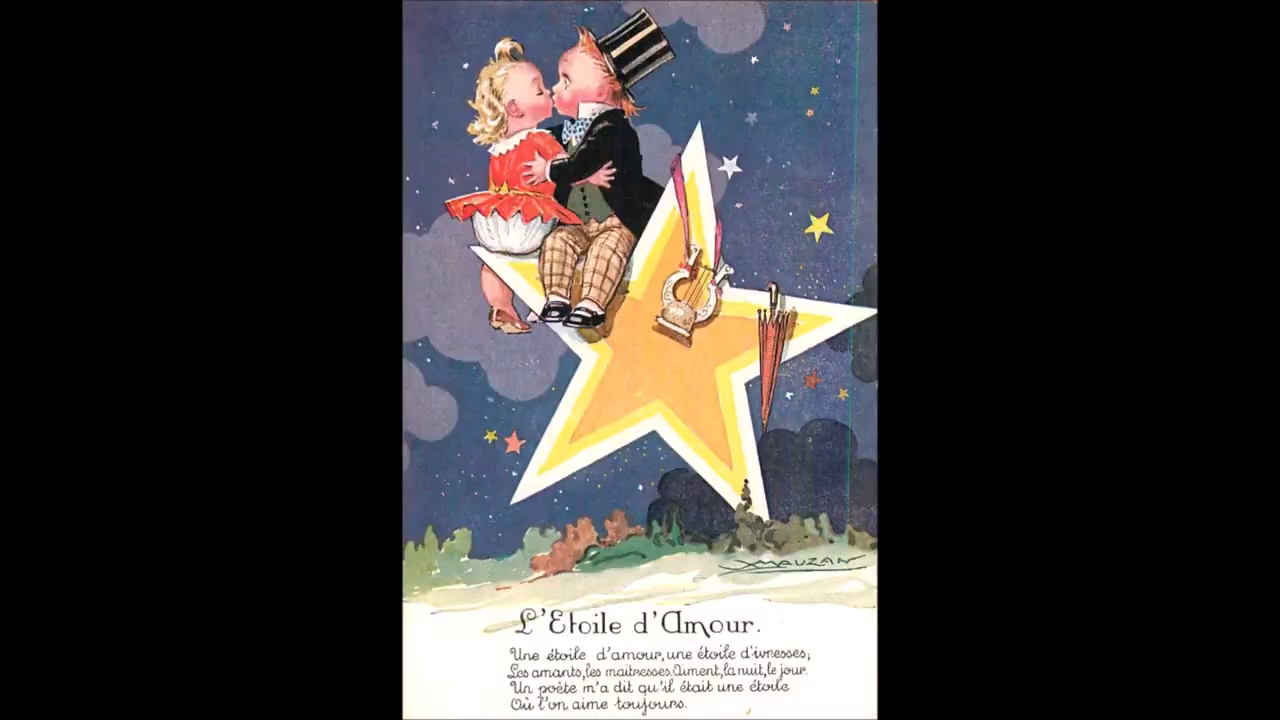 MAUZAN
L'Etoile d'Amour.
Une étoile d'amour, une étoile d'ivresses;
Les amants, les maitresses. Aiment, la nuit, le jour.
Un poète m'a dit qu'il était une étoile
Où l'on aime toujours.